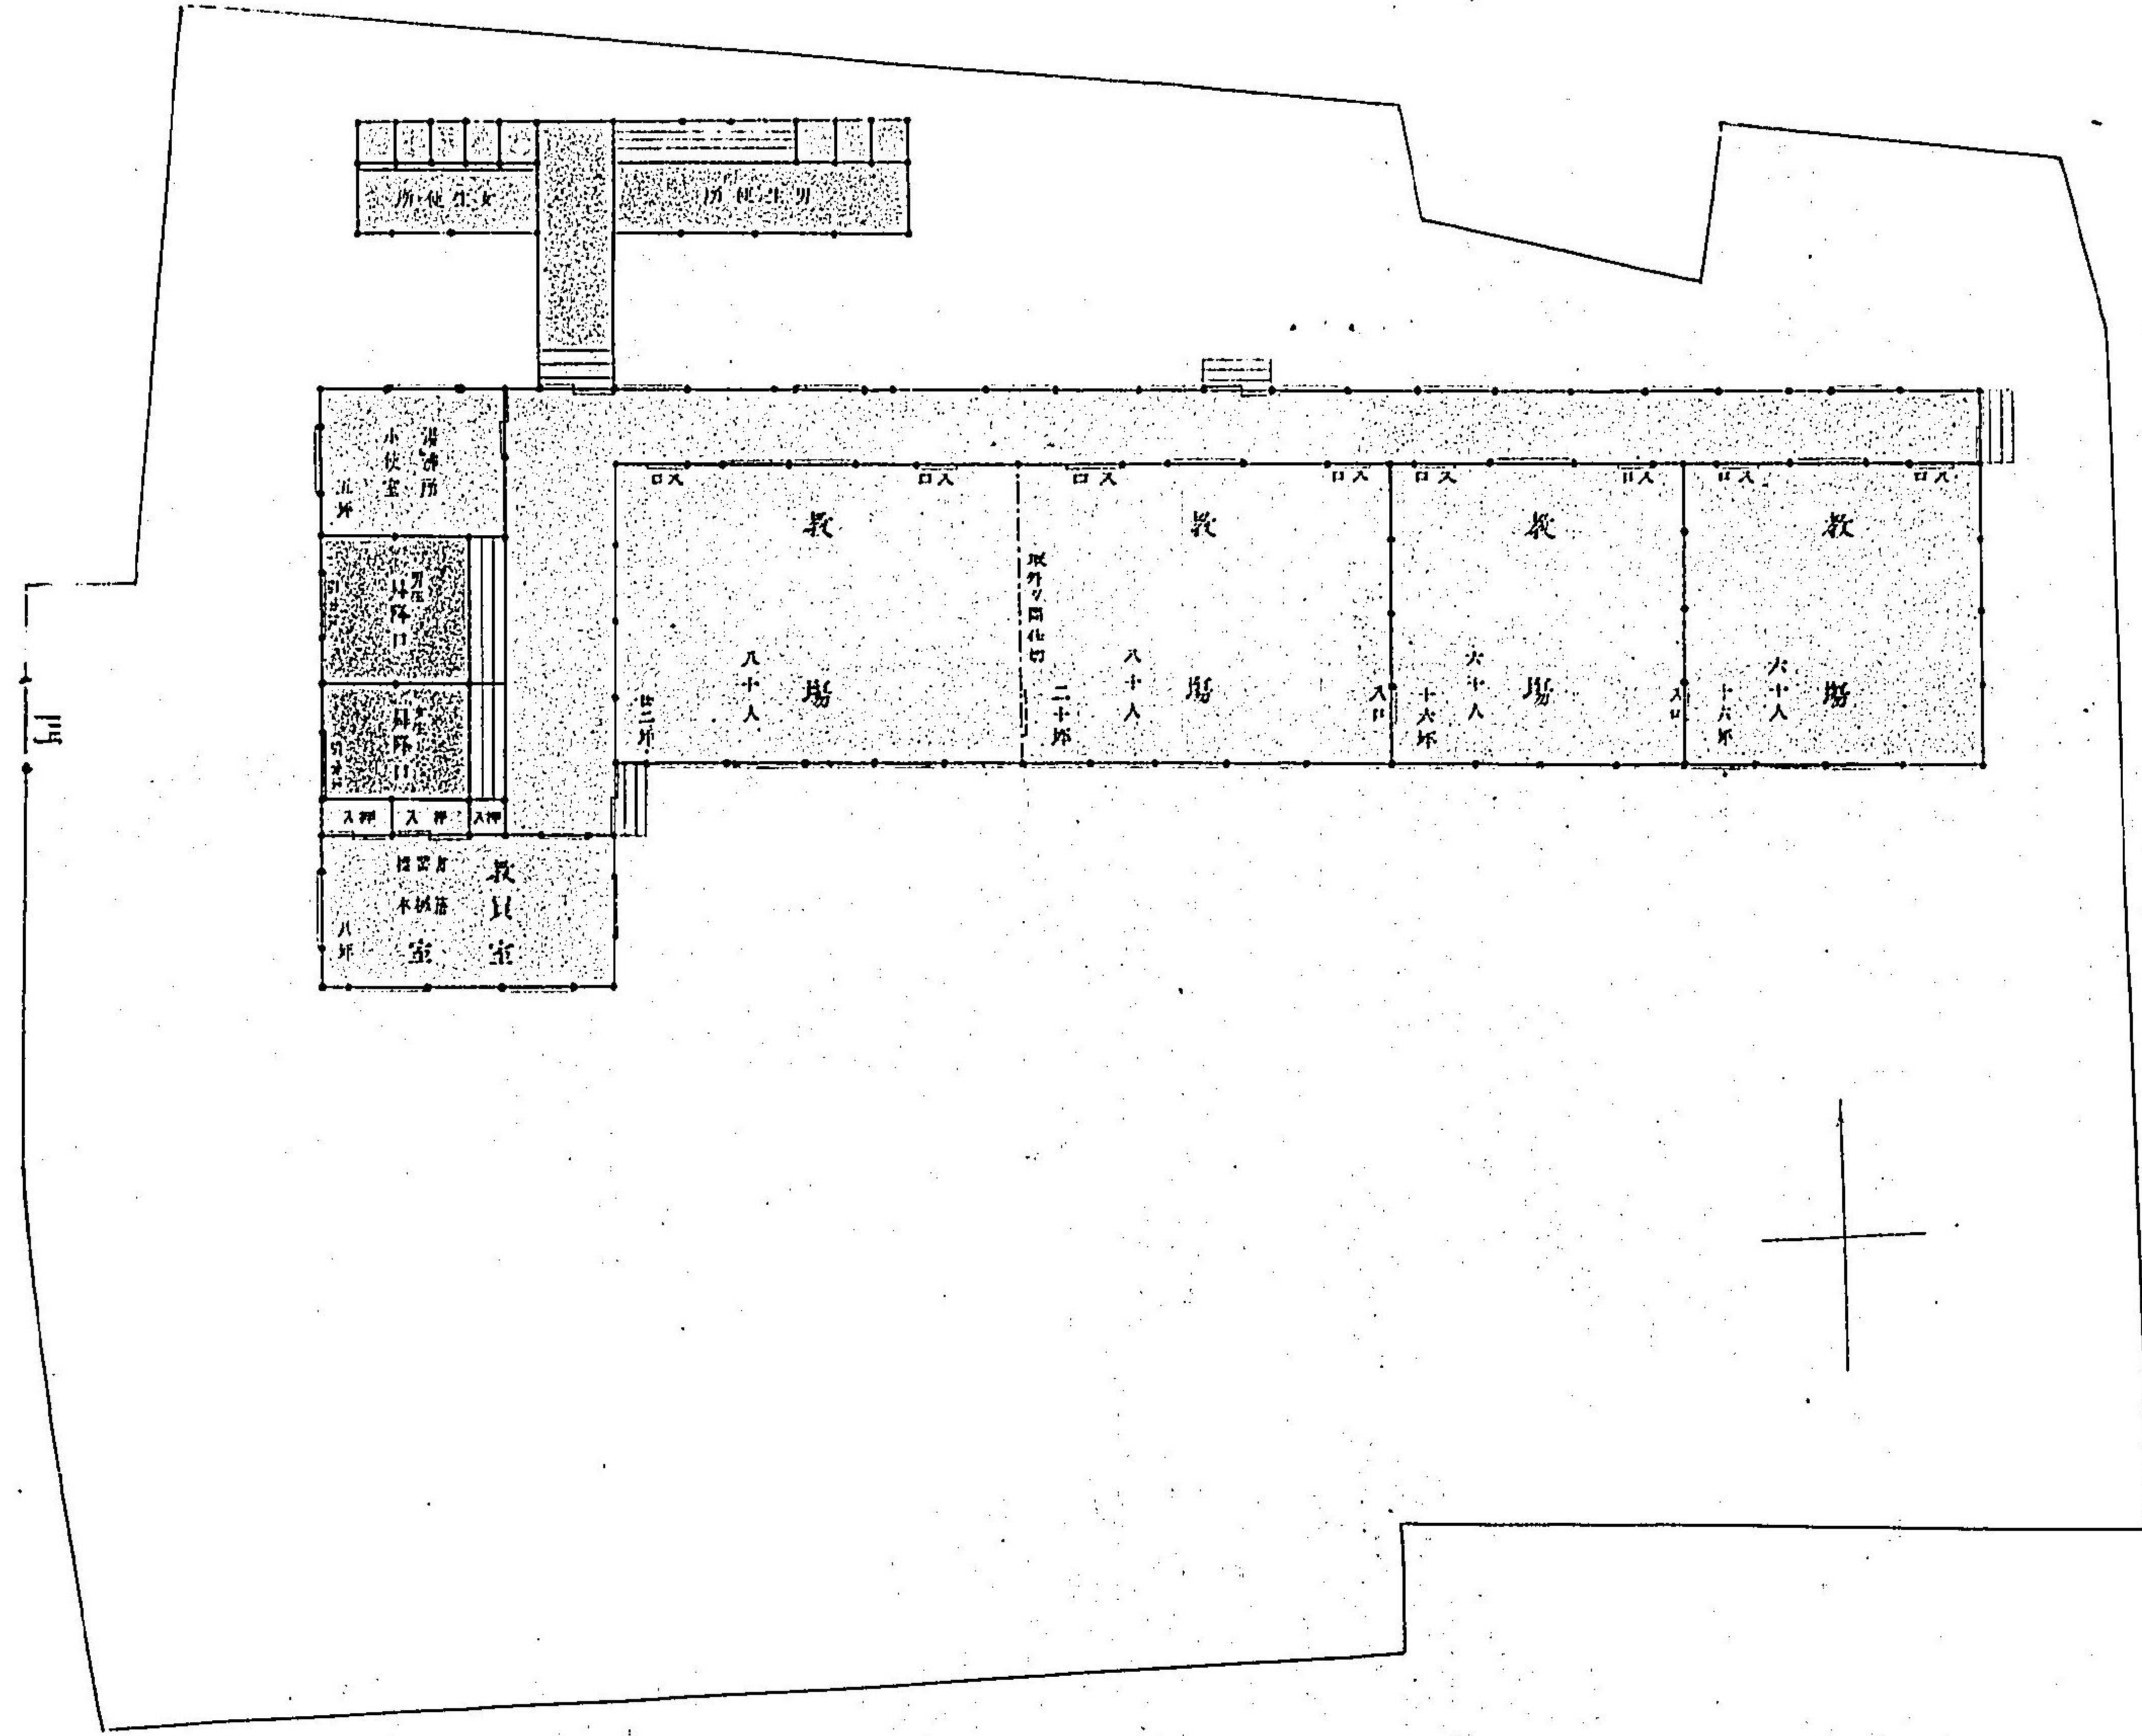 女生便所
男生便所
湯沸所
小使室
五坪
男生
昇降口
女生
昇降口
押入
押入
押入
教員室
八坪
入口
入口
入口
入口
入口
入口
入口
入口
教場
八十人
廿二坪
取外ノ間仕切
教場
八十人
二十坪
入口
教場
六十人
十六坪
入口
教場
六十人
十六坪
門